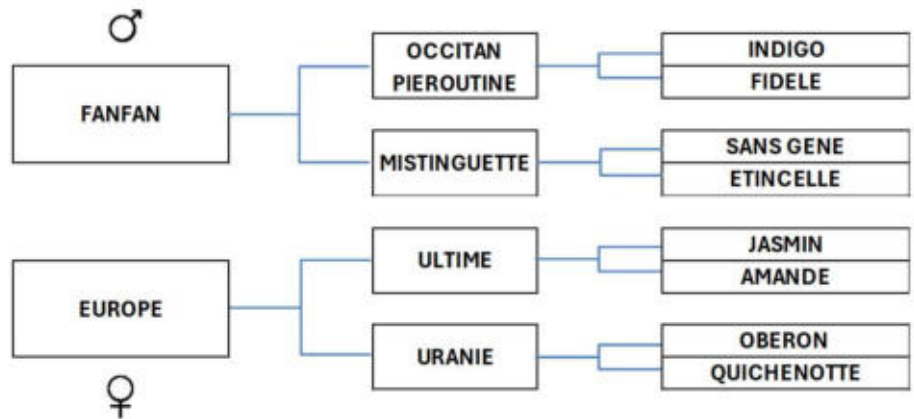 ♂
FANFAN
OCCITAN
PIEROUTINE
INDIGO
FIDELE
MISTINGUETTE
SANS GENE
ETINCELLE
EUROPE
ULTIME
JASMIN
AMANDE
URANIE
OBERON
QUICHENOTTE
♀